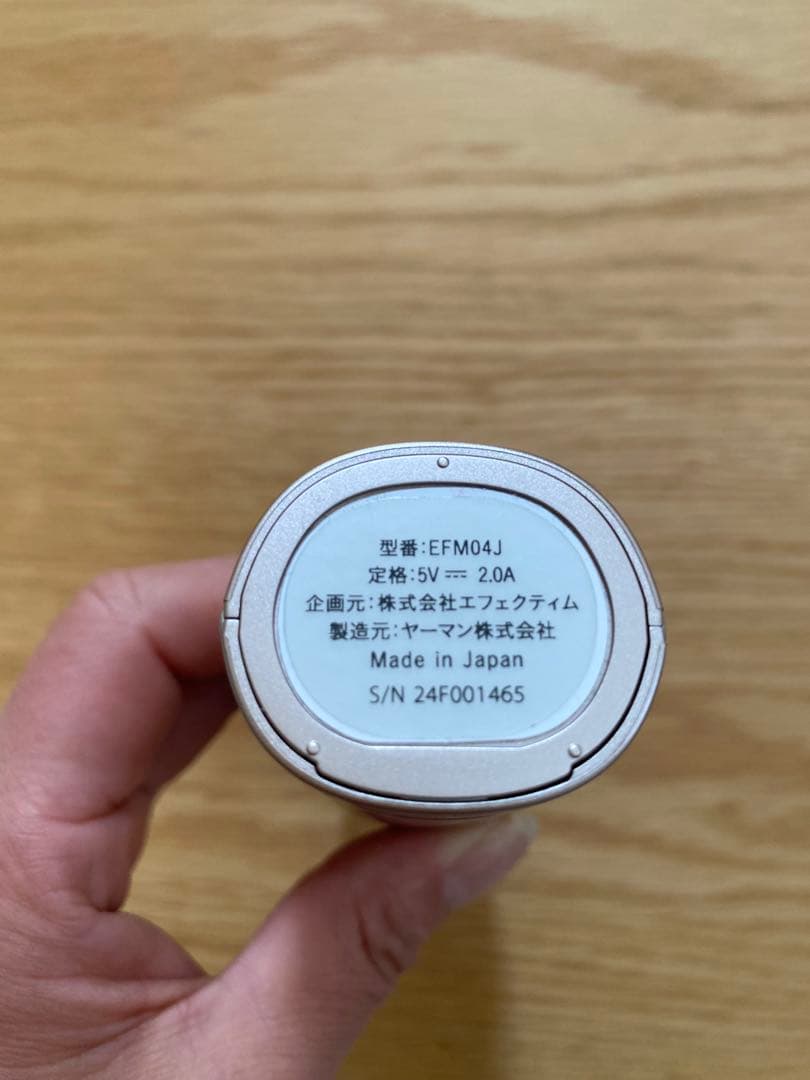 型番:EFM04J
定格:5V⎓ 2.0A
企画元:株式会社エフェクティム
製造元:ヤーマン株式会社
Made in Japan
S/N 24F001465